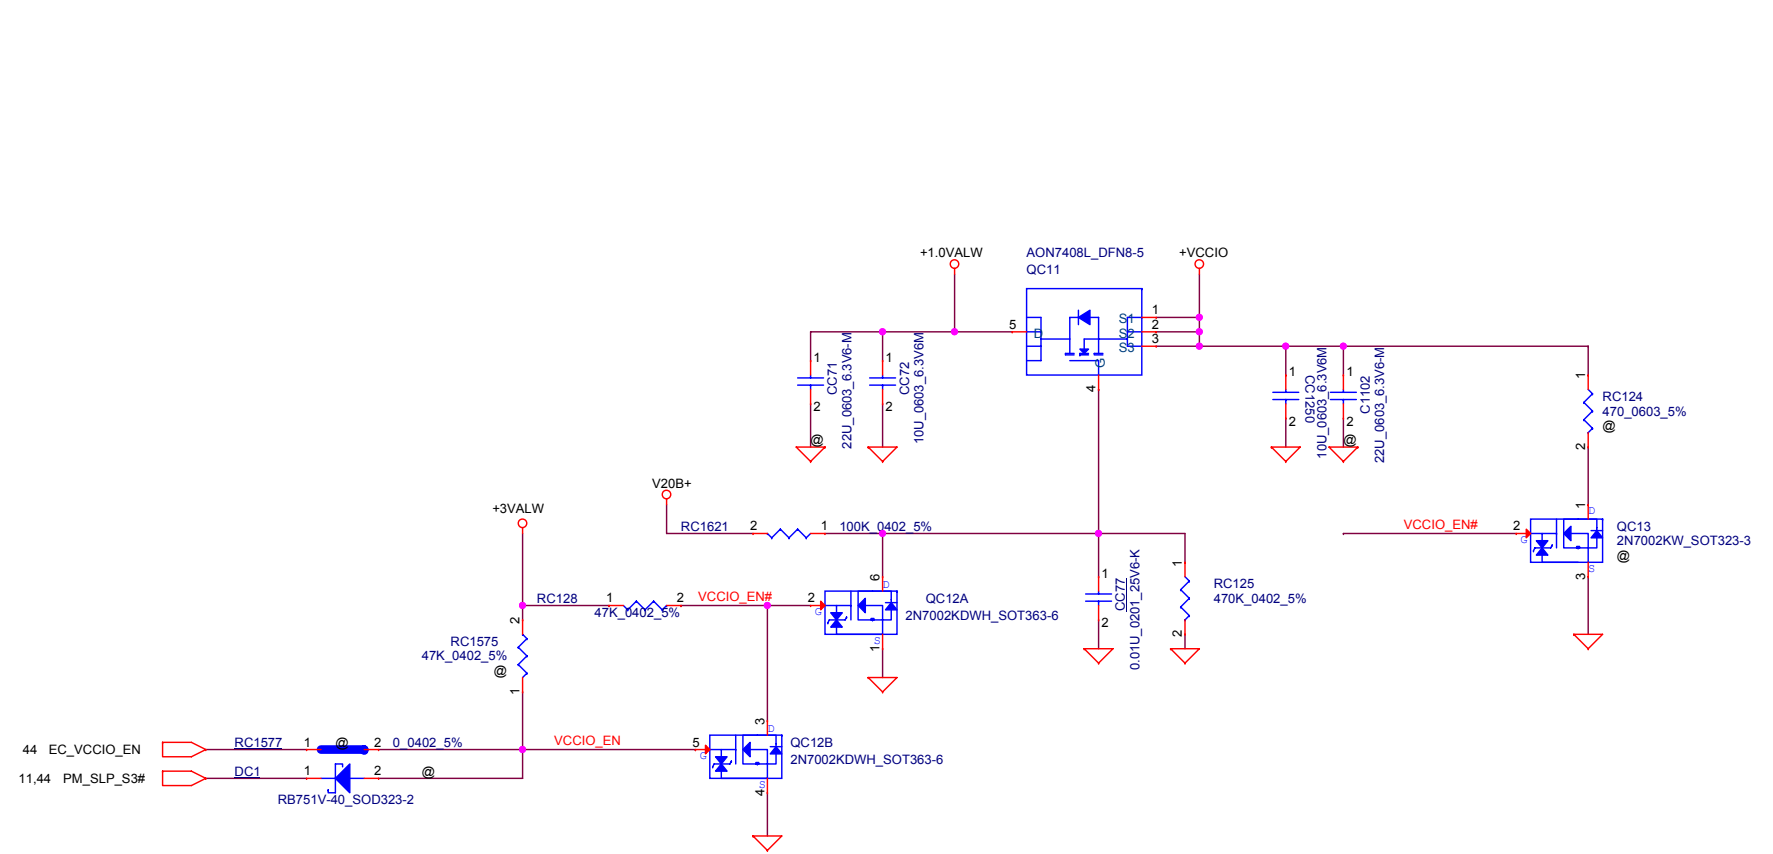 +1.0VALW
AON7408L_DFN8-5
QC11
+VCCIO
5
D
S1
S2
S3
G
1
2
3
4
1
2
CC71
22U_0603_6.3V6-M
@
1
2
CC72
10U_0603_6.3V6M
1
2
CC1250
10U_0603_6.3V6M
1
2
C1102
22U_0603_6.3V6-M
@
1
RC124
470_0603_5%
@
2
V20B+
RC1621
2
1
100K_0402_5%
+3VALW
VCCIO_EN#
2
G
1
D
S
3
QC13
2N7002KW_SOT323-3
@
RC128
1
2
47K_0402_5%
VCCIO_EN#
2
G
6
D
S
1
QC12A
2N7002KDWH_SOT363-6
1
2
CC77
0.01U_0201_25V6-K
1
2
RC125
470K_0402_5%
2
RC1575
47K_0402_5%
@
1
44 EC_VCCIO_EN
RC1577
1
@
2
0_0402_5%
VCCIO_EN
5
G
3
D
S
4
QC12B
2N7002KDWH_SOT363-6
11,44 PM_SLP_S3#
DC1
1
2
@
RB751V-40_SOD323-2